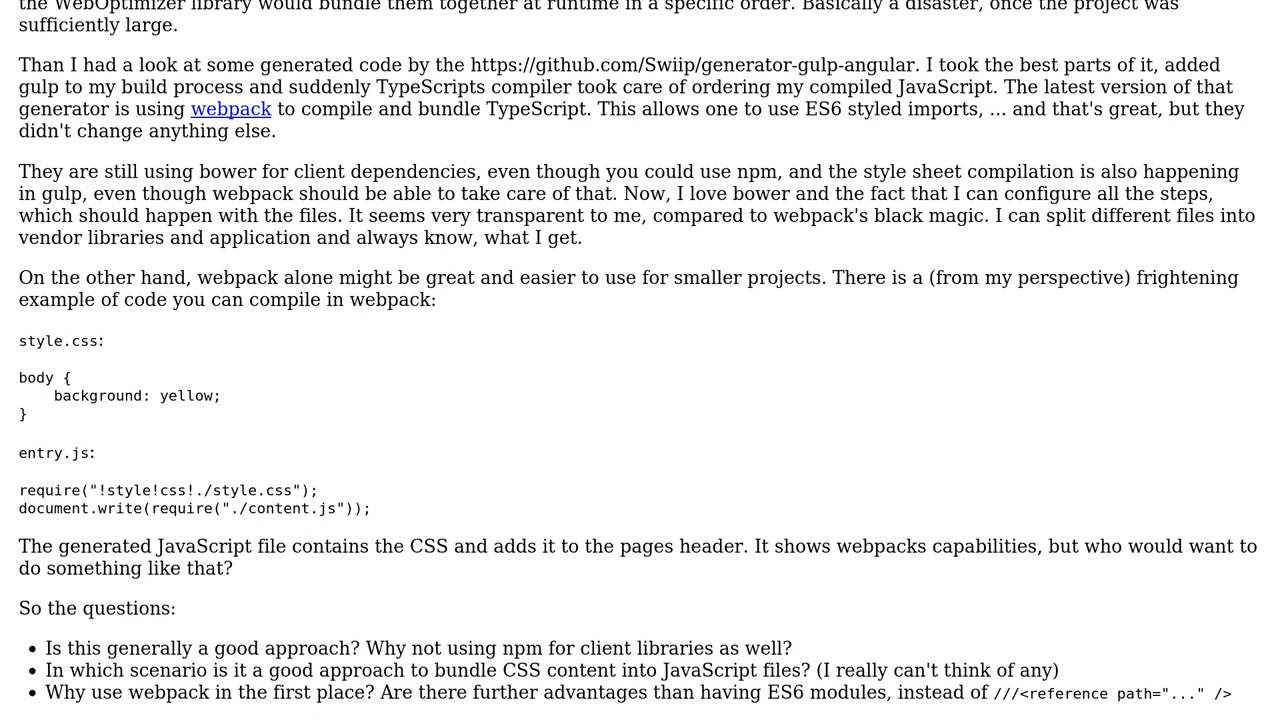 the WebOptimizer library would bundle them together at runtime in a specific order. Basically a disaster, once the project was
sufficiently large.
Than I had a look at some generated code by the https://github.com/Swiip/generator-gulp-angular. I took the best parts of it, added
gulp to my build process and suddenly TypeScripts compiler took care of ordering my compiled JavaScript. The latest version of that
generator is using webpack to compile and bundle TypeScript. This allows one to use ES6 styled imports, ... and that's great, but they
didn't change anything else.
They are still using bower for client dependencies, even though you could use npm, and the style sheet compilation is also happening
in gulp, even though webpack should be able to take care of that. Now, I love bower and the fact that I can configure all the steps,
which should happen with the files. It seems very transparent to me, compared to webpack's black magic. I can split different files into
vendor libraries and application and always know, what I get.
On the other hand, webpack alone might be great and easier to use for smaller projects. There is a (from my perspective) frightening
example of code you can compile in webpack:
style.css:
body {
    background: yellow;
}
entry.js:
require("!style!css!./style.css");
document.write(require("./content.js"));
The generated JavaScript file contains the CSS and adds it to the pages header. It shows webpacks capabilities, but who would want to
do something like that?
So the questions:
• Is this generally a good approach? Why not using npm for client libraries as well?
• In which scenario is it a good approach to bundle CSS content into JavaScript files? (I really can't think of any)
• Why use webpack in the first place? Are there further advantages than having ES6 modules, instead of ///<reference path="..." />